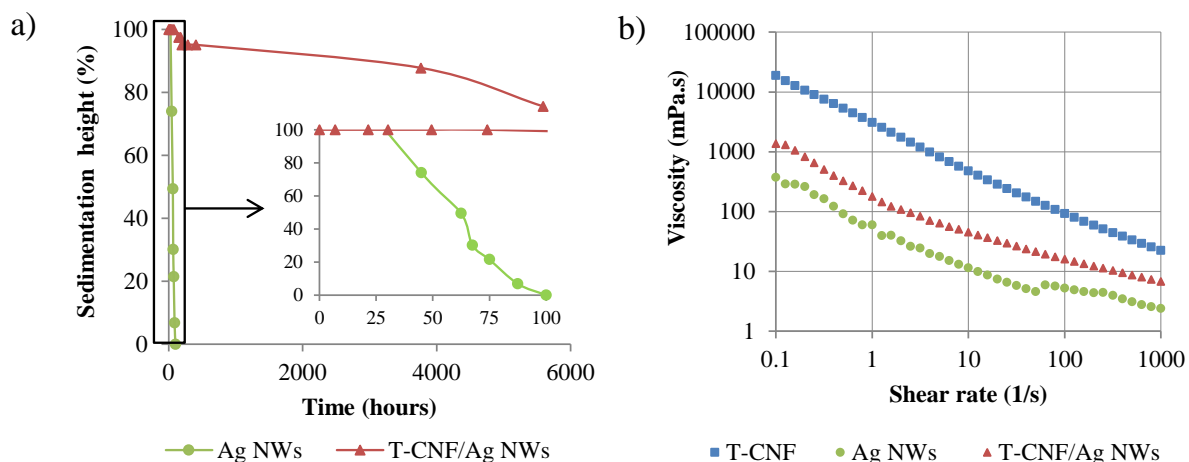 a)
Sedimentation height (%)
100
80
60
40
20
0
100
80
60
40
20
0
0 25 50 75 100
0 2000 4000 6000
Time (hours)
Ag NWs T-CNF/Ag NWs
b)
Viscosity (mPa.s)
100000
10000
1000
100
10
1
0.1 1 10 100 1000
Shear rate (1/s)
T-CNF Ag NWs T-CNF/Ag NWs